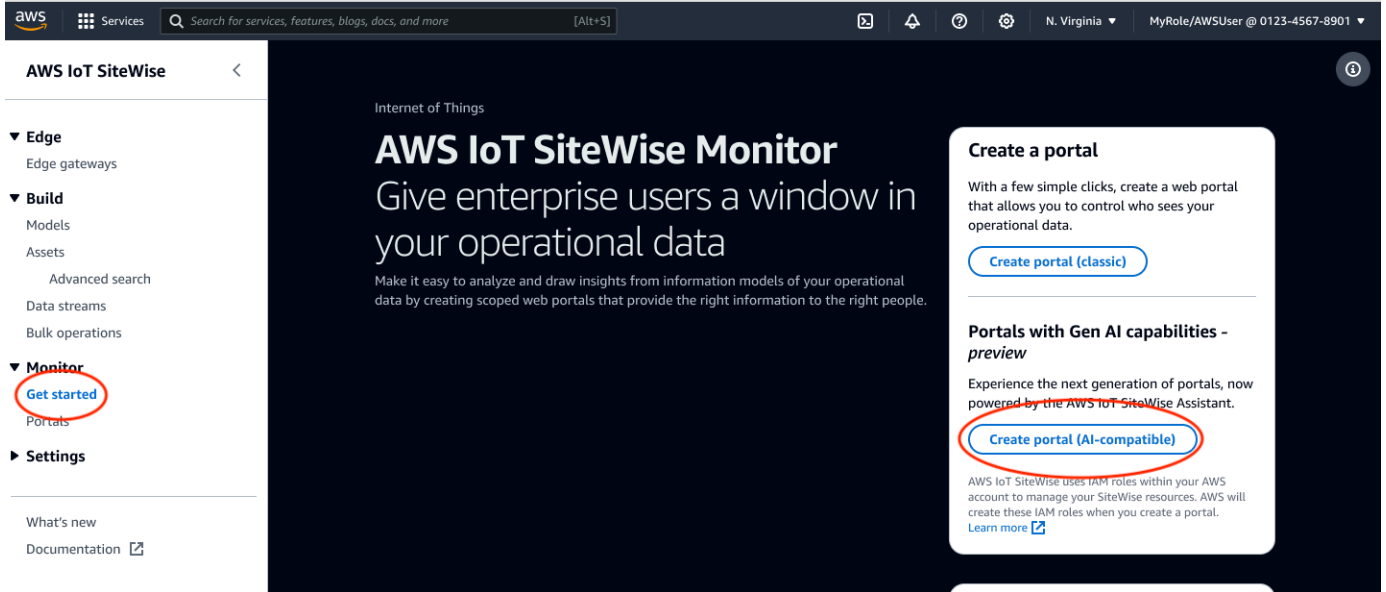 aws
Services
Search for services, features, blogs, docs, and more
[Alt+S]
N. Virginia
MyRole/AWSUser @ 0123-4567-8901
AWS IoT SiteWise
Edge
Edge gateways
Build
Models
Assets
Advanced search
Data streams
Bulk operations
Monitor
Get started
Portals
Settings
What's new
Documentation
Internet of Things
AWS IoT SiteWise Monitor
Give enterprise users a window in
your operational data
Make it easy to analyze and draw insights from information models of your operational
data by creating scoped web portals that provide the right information to the right people.
Create a portal
With a few simple clicks, create a web portal
that allows you to control who sees your
operational data.
Create portal (classic)
Portals with Gen AI capabilities -
preview
Experience the next generation of portals, now
powered by the AWS IoT SiteWise Assistant.
Create portal (AI-compatible)
AWS IoT SiteWise uses IAM roles within your AWS
account to manage your SiteWise resources. AWS will
create these IAM roles when you create a portal.
Learn more